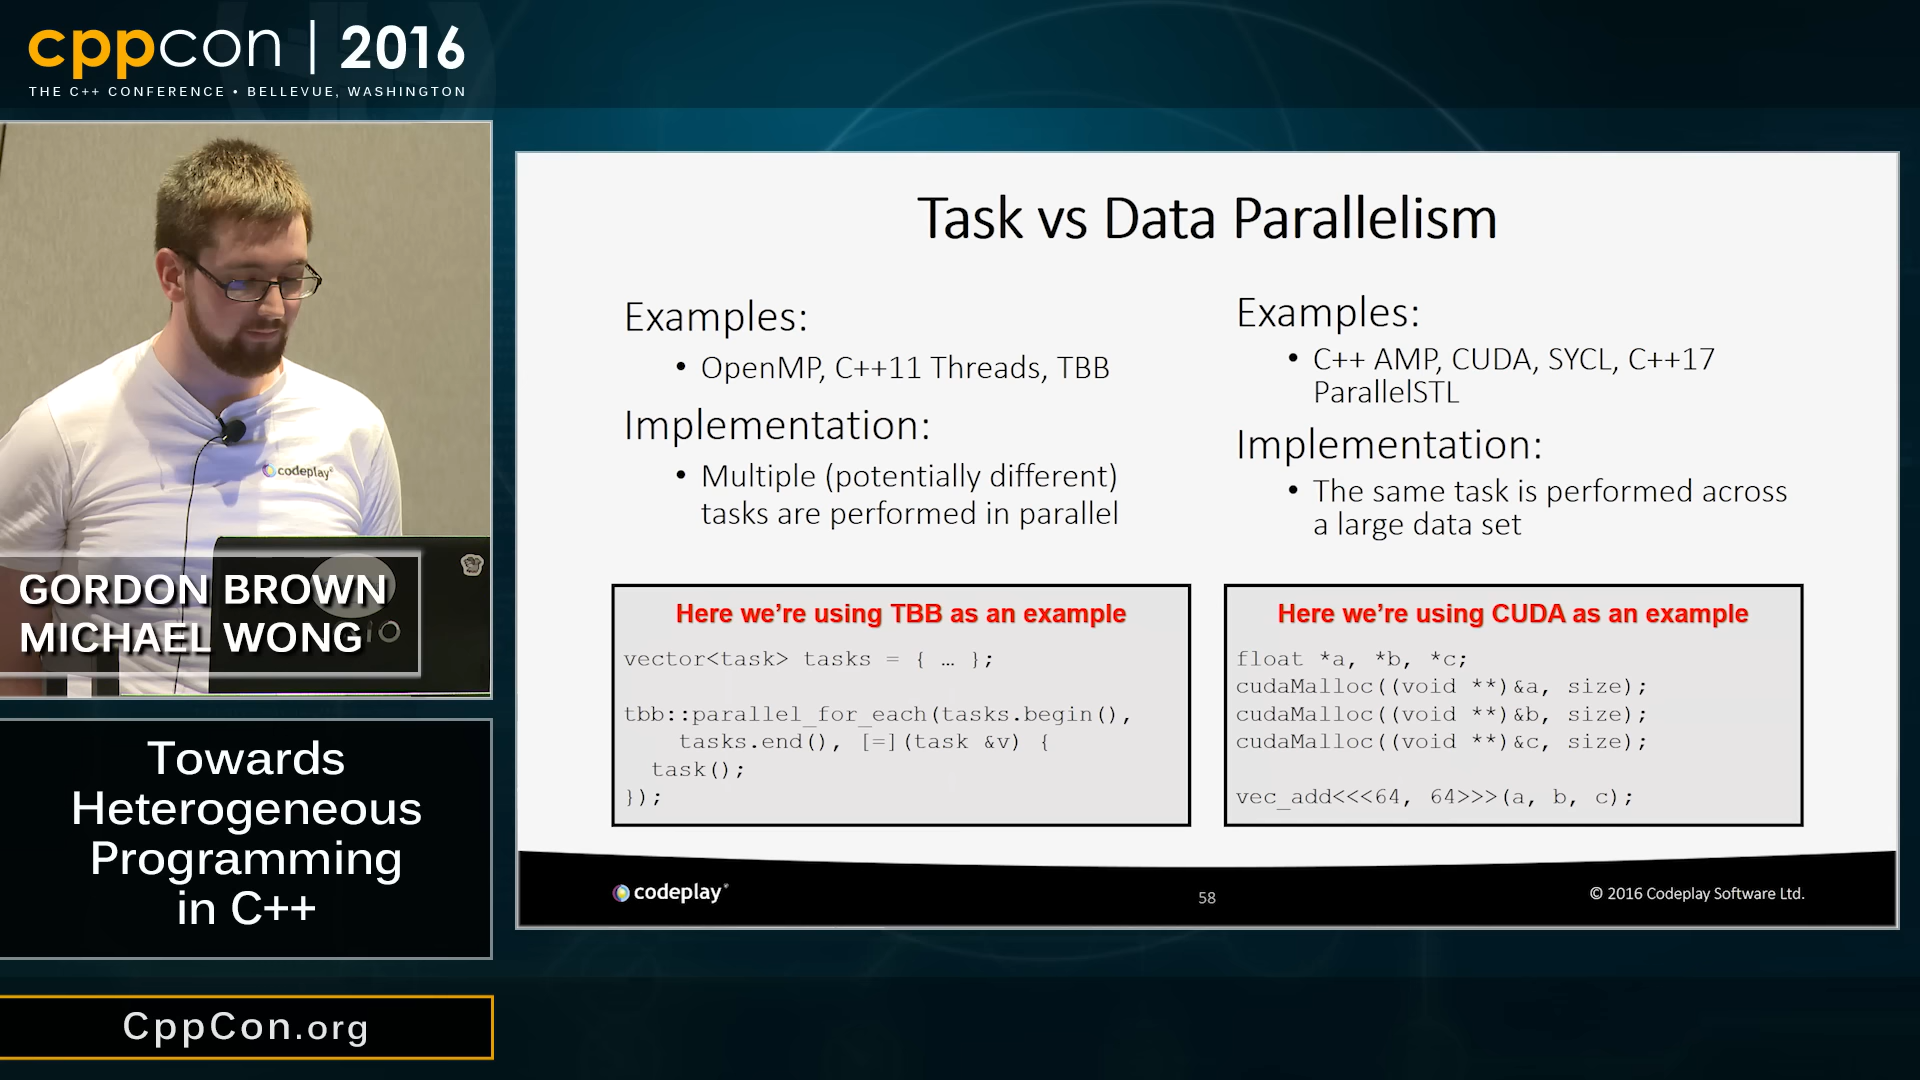 cppcon | 2016
THE C++ CONFERENCE • BELLEVUE, WASHINGTON
codeplay
GORDON BROWN
MICHAEL WONG
Towards
Heterogeneous
Programming
in C++
CppCon.org
Task vs Data Parallelism
Examples:
• OpenMP, C++11 Threads, TBB
Implementation:
• Multiple (potentially different)
tasks are performed in parallel
Here we’re using TBB as an example
vector<task> tasks = { … };
tbb::parallel_for_each(tasks.begin(),
tasks.end(), [=](task &v) {
task();
});
Examples:
• C++ AMP, CUDA, SYCL, C++17
ParallelSTL
Implementation:
• The same task is performed across
a large data set
Here we’re using CUDA as an example
float *a, *b, *c;
cudaMalloc((void **)&a, size);
cudaMalloc((void **)&b, size);
cudaMalloc((void **)&c, size);
vec_add<<<64, 64>>>(a, b, c);
codeplay®
58
© 2016 Codeplay Software Ltd.